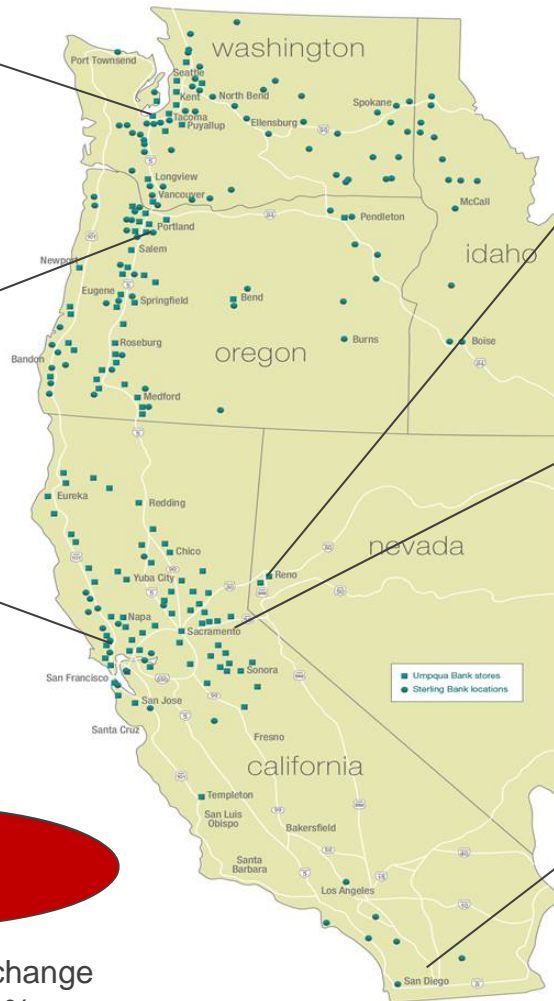 washington
Port Townsend
Seattle
Kent
North Bend
Spokane
Tacoma
Puyallup
Ellensburg
Longview
Vancouver
McCall
Pendleton
Portland
idaho
Salem
Newport
Eugene
Springfield
Bend
Roseburg
Burns
Boise
oregon
Bandon
Medford
Eureka
Redding
Chico
nevada
Reno
Yuba City
Napa
Sacramento
Sonora
Umpqua Bank stores
Sterling Bank locations
San Francisco
San Jose
Santa Cruz
Fresno
california
Templeton
San Luis
Obispo
Bakersfield
Santa
Barbara
Los Angeles
change
San Diego
%